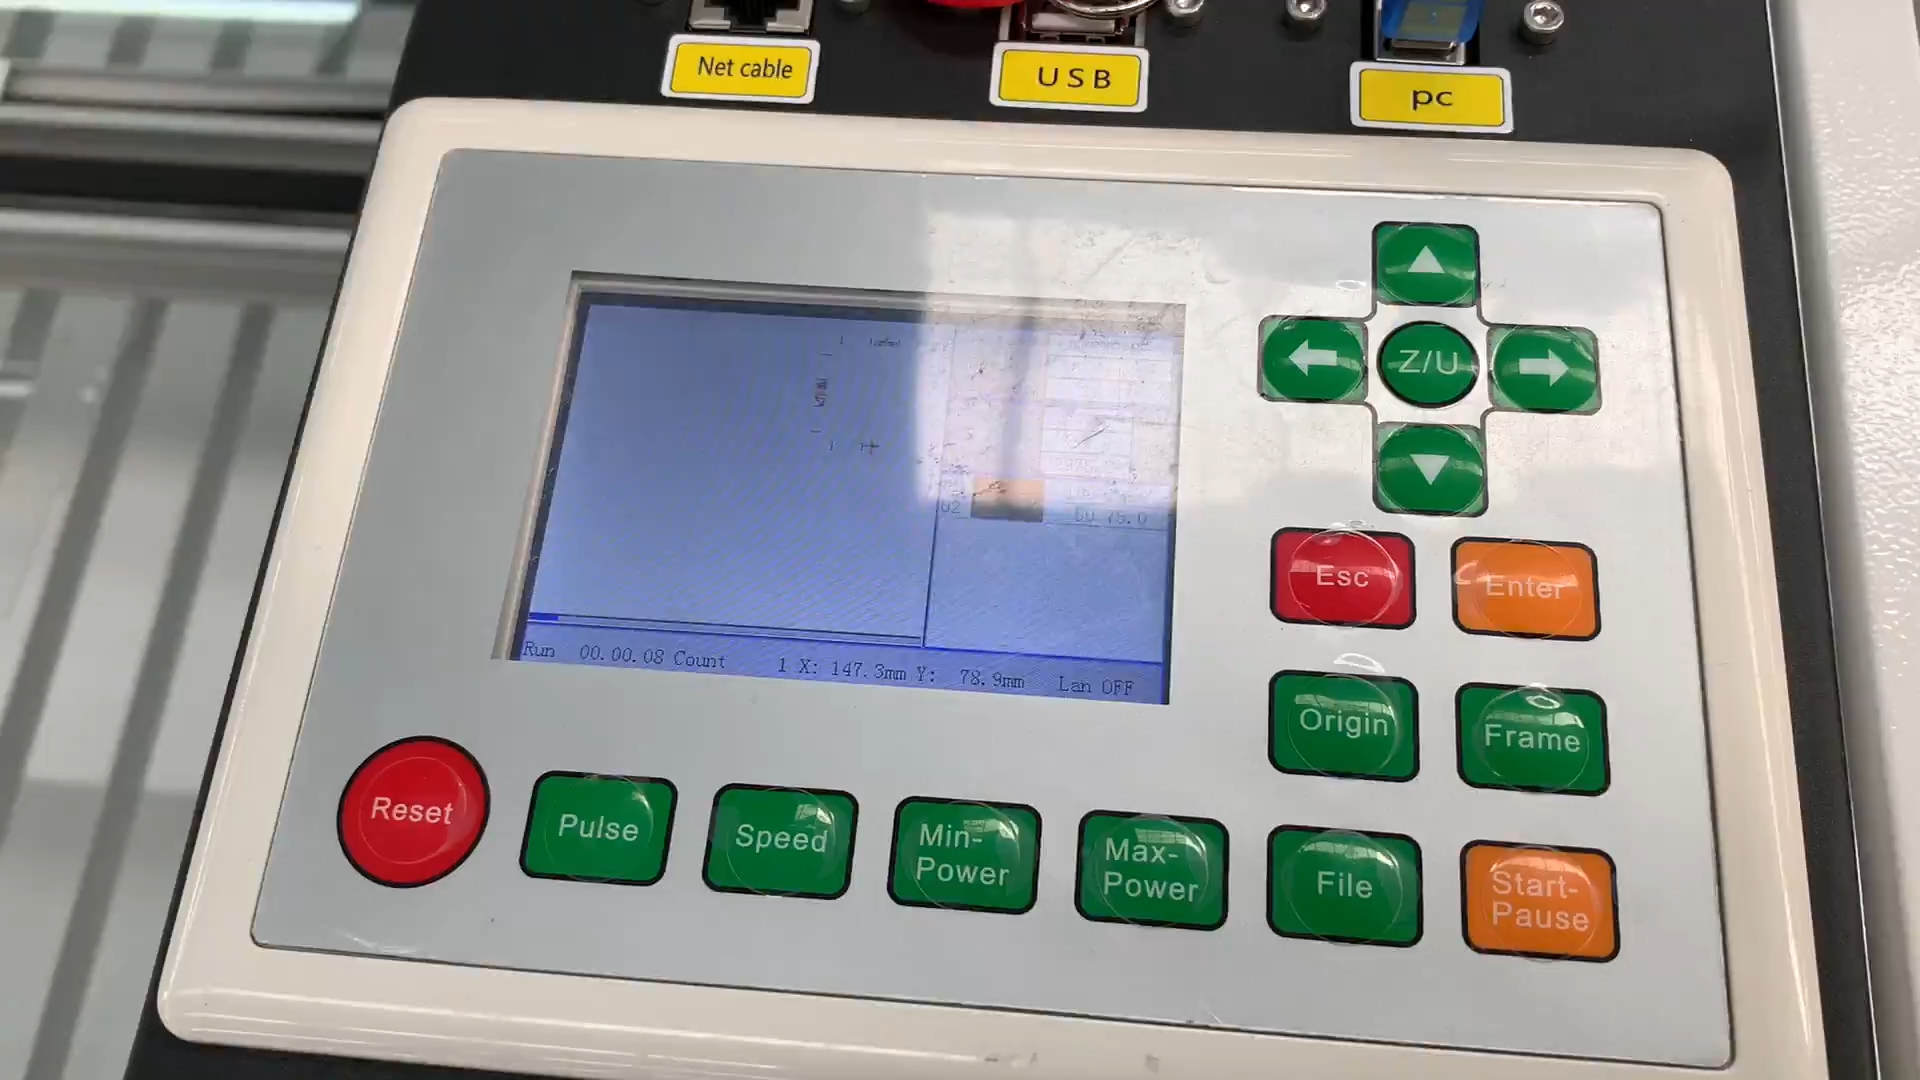 Net cable
USB
pc
Z/U
Esc
Enter
Run 00.00.08 Count 1 X: 147.3mm Y: 78.9mm Lan OFF
Origin
Frame
Reset
Pulse
Speed
Min-
Power
Max-
Power
File
Start-
Pause